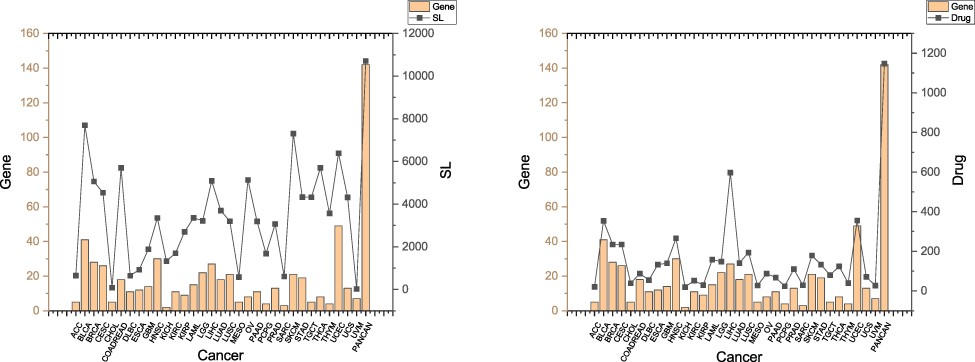 Gene
SL
160
140
120
100
80
60
40
20
0
Gene
12000
10000
8000
6000
4000
2000
0
SL
ACC
BLCA
BRCA
CESC
CHOL
COADREAD
DLBC
ESCA
GBM
HNSC
KICH
KIRC
KIRP
LAML
LGG
LIHC
LUAD
LUSC
MESO
OV
PAAD
PCPG
PRAD
SARC
SKCM
STAD
TGCT
THCA
THYM
UCEC
UCS
UVM
PANCAN
Cancer
Gene
Drug
160
140
120
100
80
60
40
20
0
Gene
1200
1000
800
600
400
200
0
Drug
ACC
BLCA
BRCA
CESC
CHOL
COADREAD
DLBC
ESCA
GBM
HNSC
KICH
KIRC
KIRP
LAML
LGG
LIHC
LUAD
LUSC
MESO
OV
PAAD
PCPG
PRAD
SARC
SKCM
STAD
TGCT
THCA
THYM
UCEC
UCS
UVM
PANCAN
Cancer